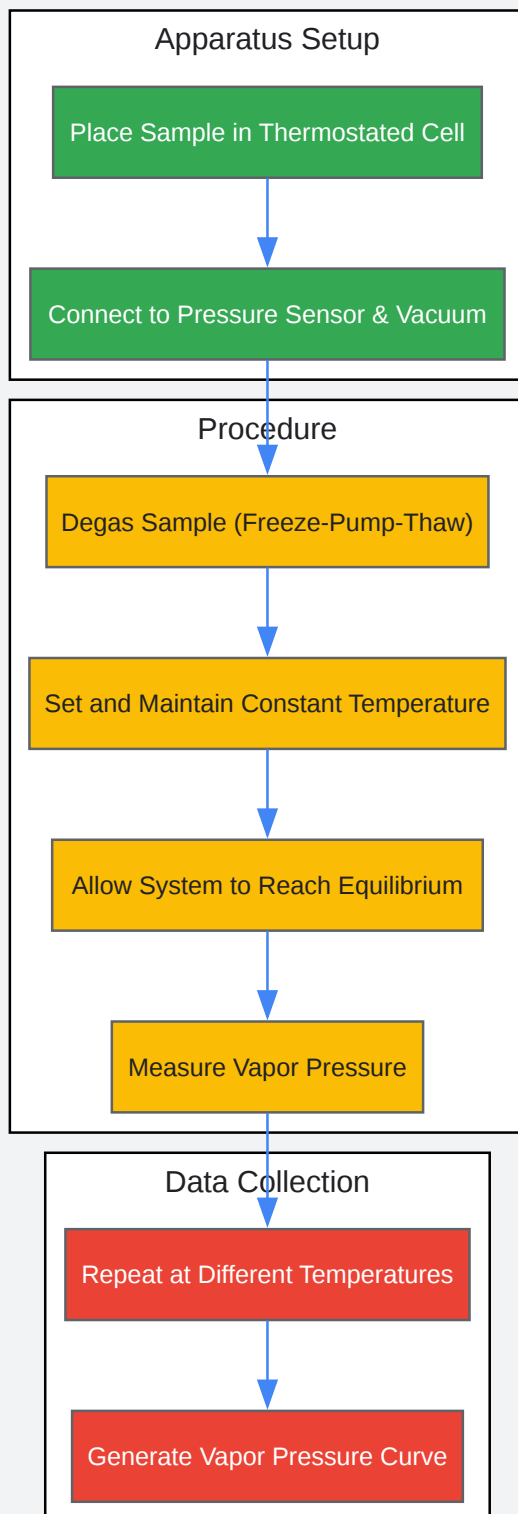 Apparatus Setup
Place Sample in Thermostated Cell
Connect to Pressure Sensor & Vacuum
Procedure
Degas Sample (Freeze-Pump-Thaw)
Set and Maintain Constant Temperature
Allow System to Reach Equilibrium
Measure Vapor Pressure
Data Collection
Repeat at Different Temperatures
Generate Vapor Pressure Curve